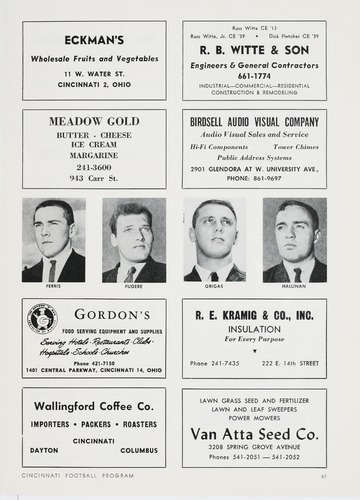 ECKMAN'S
Wholesale Fruits and Vegetables
11 W. WATER ST.
CINCINNATI 2, OHIO
Russ Witte CE '13
Russ Witte, Jr. CE '39 • Dick Fletcher CE '39
R. B. WITTE & SON
Engineers & General Contractors
661-1774
INDUSTRIAL—COMMERCIAL—RESIDENTIAL
CONSTRUCTION & REMODELING
MEADOW GOLD
BUTTER - CHEESE
ICE CREAM
MARGARINE
241-3600
943 Carr St.
BIRDSELL AUDIO VISUAL COMPANY
Audio Visual Sales and Service
Hi-Fi Components Tower Chimes
Public Address Systems
2901 GLENDORA AT W. UNIVERSITY AVE.,
PHONE: 861-9697
FERRIS
FUGERE
GRIGAS
HALLINAN
GORDON'S
FOOD SERVING EQUIPMENT AND SUPPLIES
Serving Hotels·Restaurants·Clubs·
Hospitals·Schools·Churches
Phone 421-7150
1401 CENTRAL PARKWAY, CINCINNATI 14, OHIO
R. E. KRAMIG & CO., INC.
INSULATION
For Every Purpose
Phone 241-7435 222 E. 14th STREET
Wallingford Coffee Co.
IMPORTERS • PACKERS • ROASTERS
CINCINNATI
DAYTON COLUMBUS
LAWN GRASS SEED AND FERTILIZER
LAWN AND LEAF SWEEPERS
POWER MOWERS
Van Atta Seed Co.
3208 SPRING GROVE AVENUE
Phones 541-2051 — 541-2052
CINCINNATI FOOTBALL PROGRAM
61